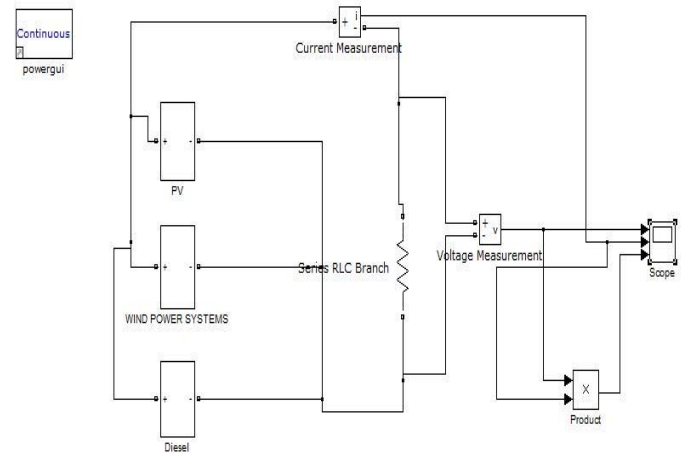 Continuous
powergui
i
+
-
Current Measurement
+ -
PV
+ -
WIND POWER SYSTEMS
+ -
Diesel
Series RLC Branch
+
-
v
Voltage Measurement
Scope
×
Product